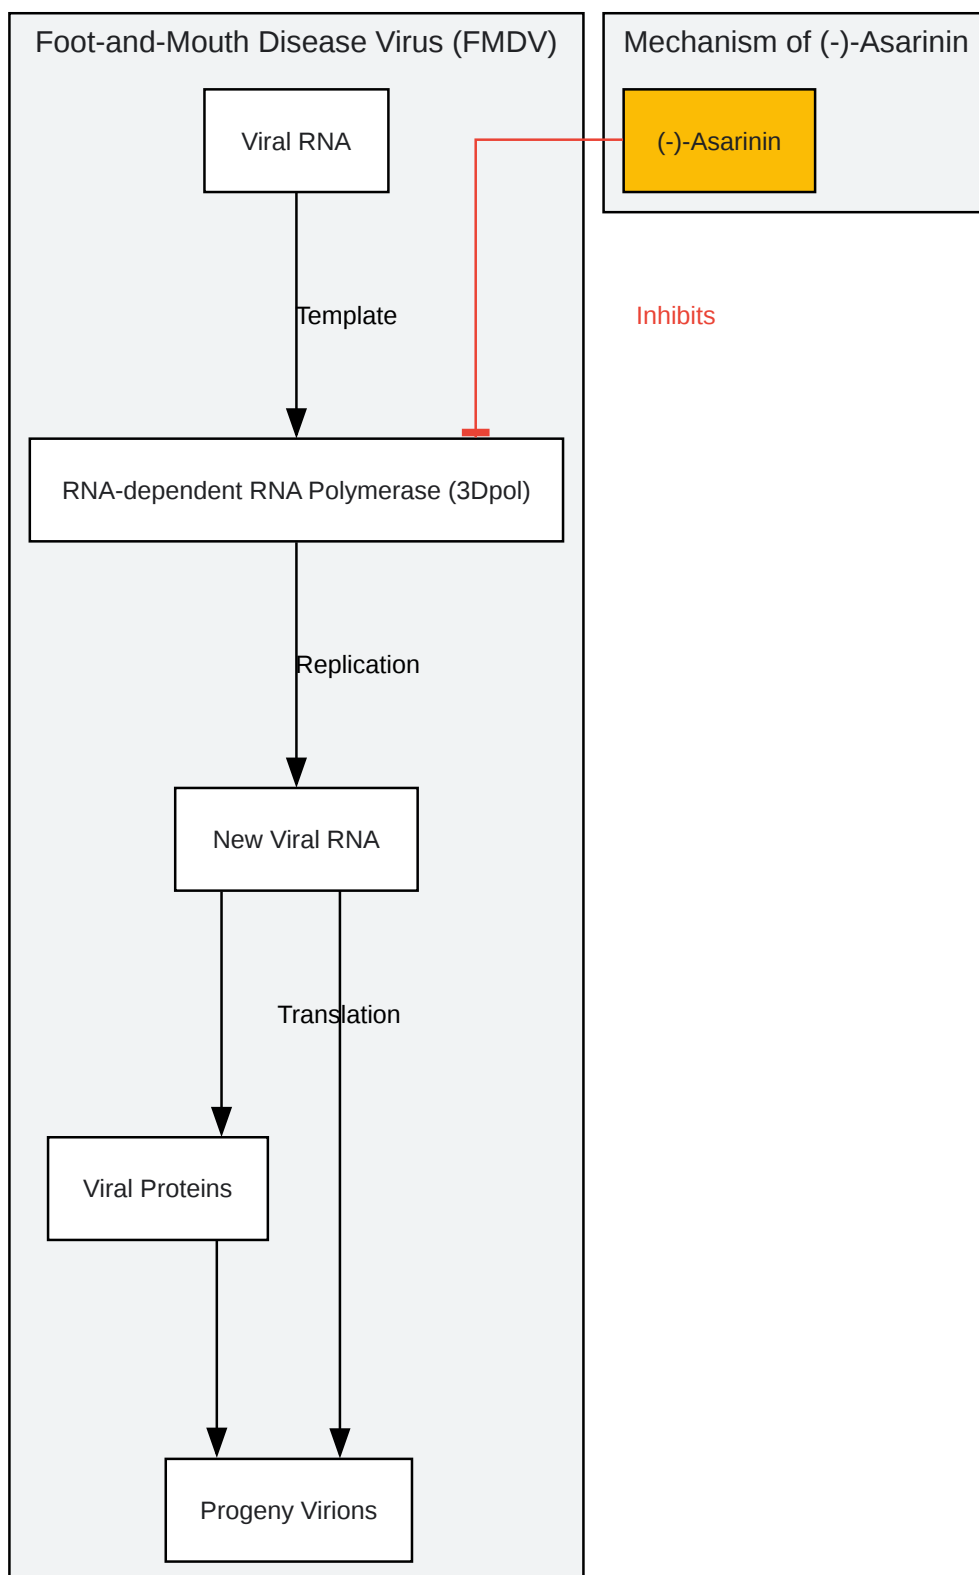 Foot-and-Mouth Disease Virus (FMDV)
Mechanism of (-)-Asarinin
Viral RNA
(-)-Asarinin
Template
Inhibits
RNA-dependent RNA Polymerase (3Dpol)
Replication
New Viral RNA
Translation
Viral Proteins
Progeny Virions